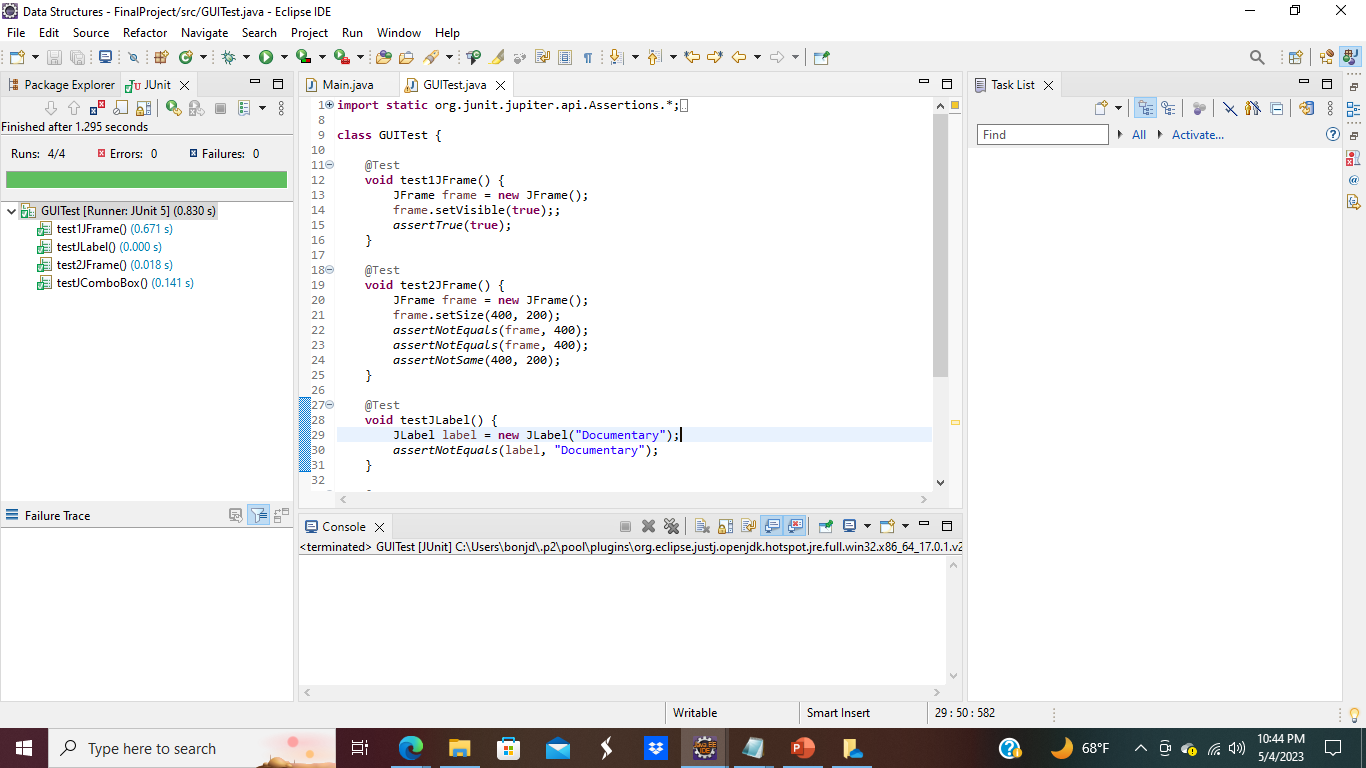 Data Structures - FinalProject/src/GUITest.java - Eclipse IDE
File Edit Source Refactor Navigate Search Project Run Window Help
Package Explorer JUnit
Finished after 1.295 seconds
Runs: 4/4 Errors: 0 Failures: 0
GUITest [Runner: JUnit 5] (0.830 s)
test1JFrame() (0.671 s)
testJLabel() (0.000 s)
test2JFrame() (0.018 s)
testJComboBox() (0.141 s)
Failure Trace
Main.java GUITest.java
1 import static org.junit.jupiter.api.Assertions.*;
8
9 class GUITest {
10
11 @Test
12 void test1JFrame() {
13 JFrame frame = new JFrame();
14 frame.setVisible(true);;
15 assertTrue(true);
16 }
17
18 @Test
19 void test2JFrame() {
20 JFrame frame = new JFrame();
21 frame.setSize(400, 200);
22 assertNotEquals(frame, 400);
23 assertNotEquals(frame, 400);
24 assertNotSame(400, 200);
25 }
26
27 @Test
28 void testJLabel() {
29 JLabel label = new JLabel("Documentary");
30 assertNotEquals(label, "Documentary");
31 }
32
Console
<terminated> GUITest [JUnit] C:\Users\bonjd\.p2\pool\plugins\org.eclipse.justj.openjdk.hotspot.jre.full.win32.x86_64_17.0.1.v2
Task List
Find All Activate...
Writable Smart Insert 29 : 50 : 582
Type here to search
68°F
10:44 PM
5/4/2023